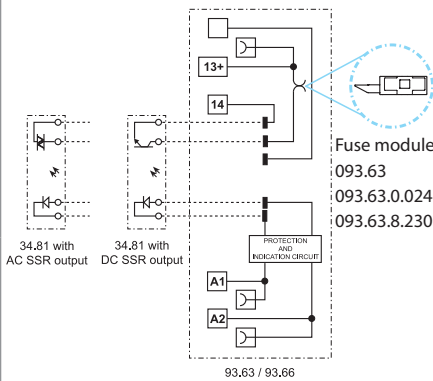 13+
14
Fuse module
093.63
093.63.0.024
093.63.8.230
34.81 with
AC SSR output
34.81 with
DC SSR output
PROTECTION
AND
INDICATION CIRCUIT
A1
A2
93.63 / 93.66